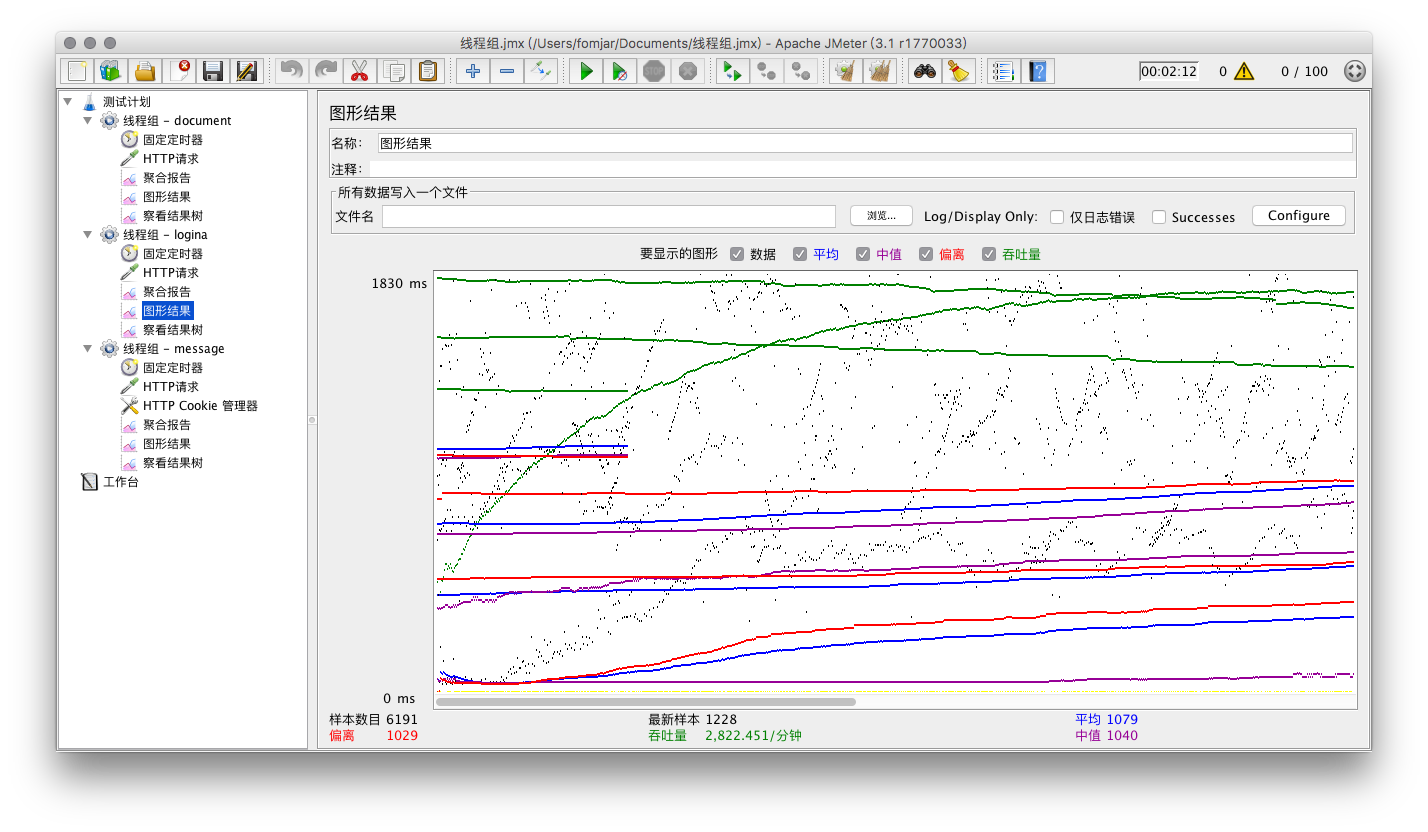 线程组.jmx (/Users/fomjar/Documents/线程组.jmx) - Apache JMeter (3.1 r1770033)
STOP
00:02:12 0 0 / 100
测试计划
线程组 - document
固定定时器
HTTP请求
聚合报告
图形结果
察看结果树
线程组 - logina
固定定时器
HTTP请求
聚合报告
图形结果
察看结果树
线程组 - message
固定定时器
HTTP请求
HTTP Cookie 管理器
聚合报告
图形结果
察看结果树
工作台
图形结果
名称： 图形结果
注释：
所有数据写入一个文件
文件名 浏览... Log/Display Only: 仅日志错误 Successes Configure
要显示的图形 数据 平均 中值 偏离 吞吐量
1830 ms
0 ms
样本数目 6191 最新样本 1228 平均 1079
偏离 1029 吞吐量 2,822.451/分钟 中值 1040